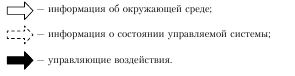 — информация об окружающей среде;
— информация о состоянии управляемой системы;
— управляющие воздействия.